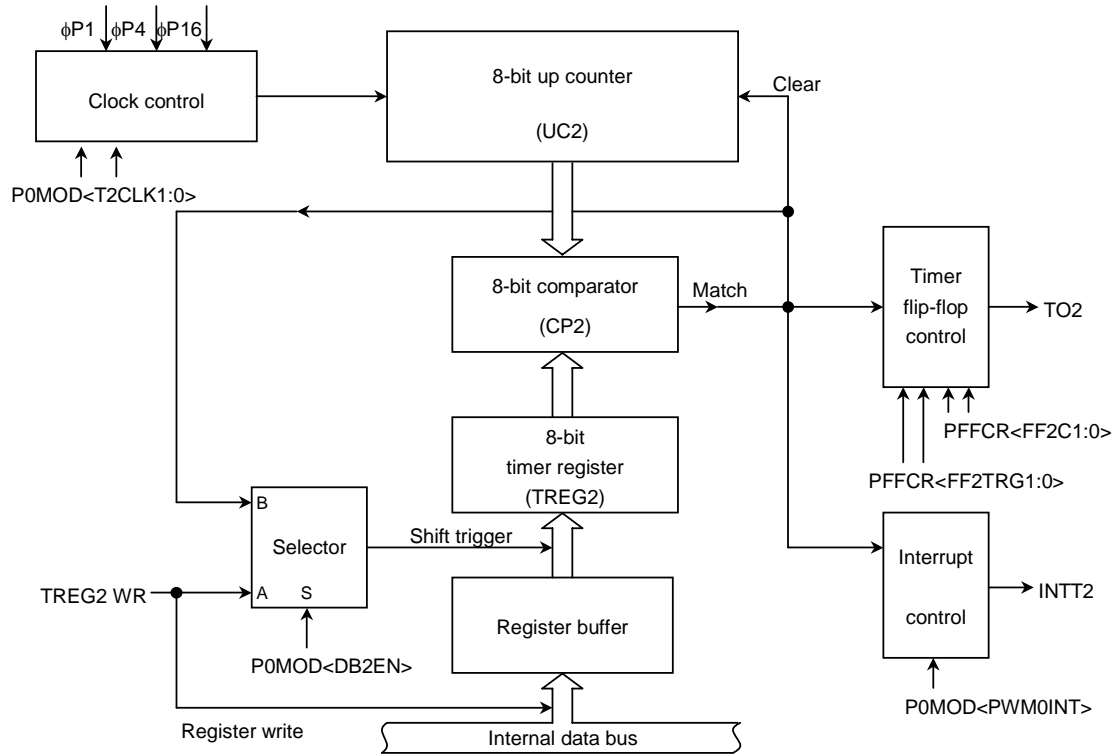 ϕP1 ϕP4 ϕP16
Clock control
P0MOD<T2CLK1:0>
8-bit up counter
(UC2)
Clear
8-bit comparator
(CP2)
Match
Timer
flip-flop
control
TO2
PFFCR<FF2C1:0>
PFFCR<FF2TRG1:0>
8-bit
timer register
(TREG2)
B
Selector
A S
Shift trigger
TREG2 WR
P0MOD<DB2EN>
Register buffer
Interrupt
control
INTT2
P0MOD<PWM0INT>
Register write
Internal data bus